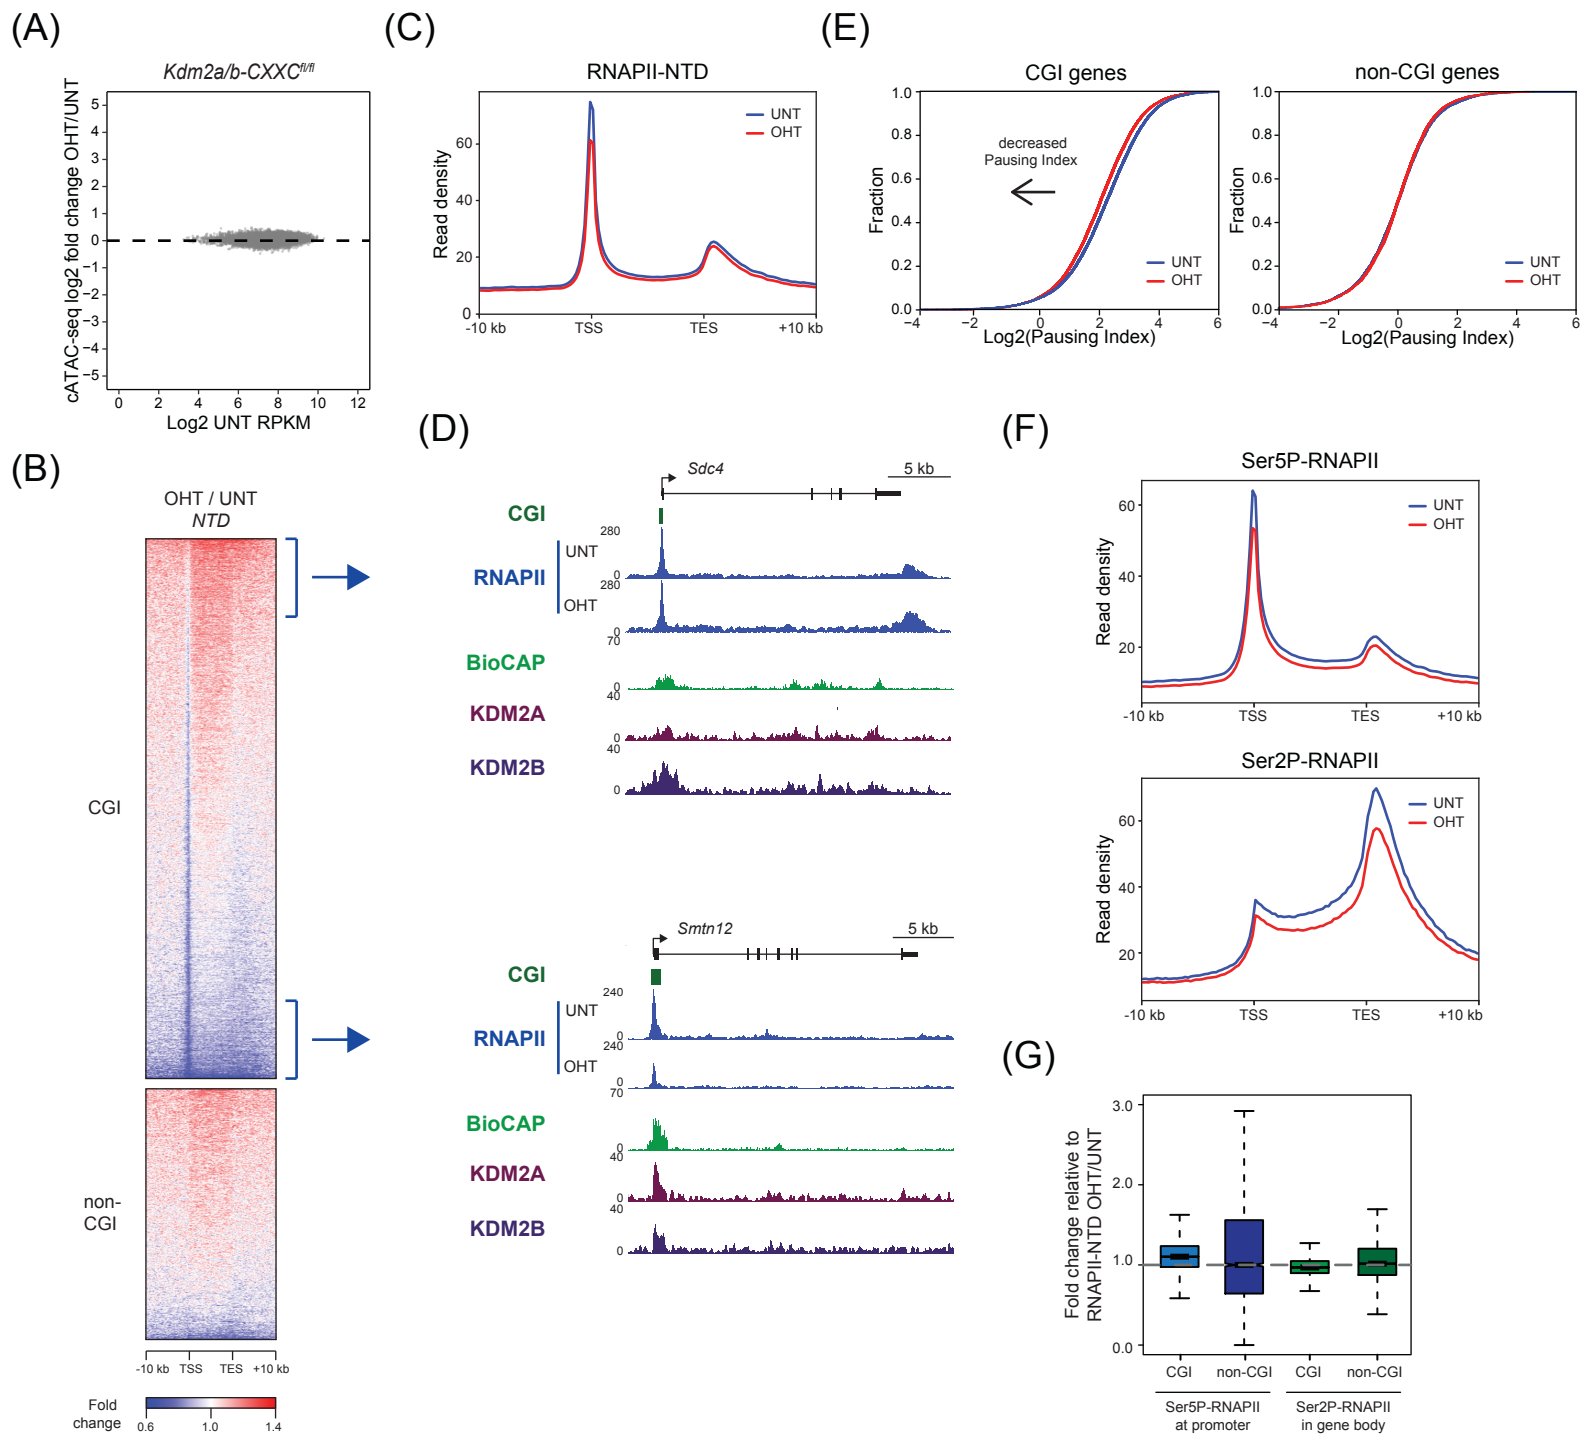 (A)
Kdm2a/b-CXXCfl/fl
cATAC-seq log2 fold change OHT/UNT
5
4
3
2
1
0
−1
−2
−3
−4
−5
0 2 4 6 8 10 12
Log2 UNT RPKM
(B)
OHT / UNT
NTD
CGI
non-
CGI
-10 kb TSS TES +10 kb
Fold
change
0.6 1.0 1.4
(C)
RNAPII-NTD
UNT
OHT
Read density
60
40
20
0
-10 kb TSS TES +10 kb
(D)
Sdc4
5 kb
CGI
280
UNT
0
RNAPII
280
OHT
0
70
BioCAP
0
40
KDM2A
0
40
KDM2B
0
Smtn12
5 kb
CGI
240
UNT
0
RNAPII
240
OHT
0
70
BioCAP
0
40
KDM2A
0
40
KDM2B
0
(E)
CGI genes
Fraction
1.0
0.8
0.6
0.4
0.2
0.0
decreased
Pausing Index
UNT
OHT
−4 −2 0 2 4 6
Log2(Pausing Index)
non-CGI genes
Fraction
1.0
0.8
0.6
0.4
0.2
0.0
UNT
OHT
−4 −2 0 2 4 6
Log2(Pausing Index)
(F)
Ser5P-RNAPII
Read density
60
40
20
UNT
OHT
-10 kb TSS TES +10 kb
Ser2P-RNAPII
Read density
60
40
20
UNT
OHT
-10 kb TSS TES +10 kb
(G)
Fold change relative to
RNAPII-NTD OHT/UNT
3.0
2.0
1.0
0.0
CGI non-CGI CGI non-CGI
Ser5P-RNAPII
at promoter
Ser2P-RNAPII
in gene body